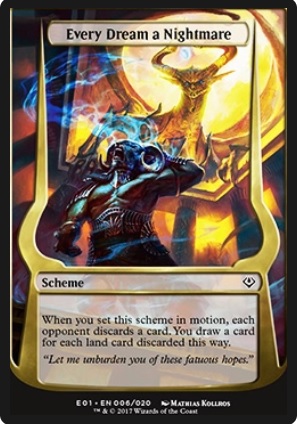 Every Dream a Nightmare
Scheme
When you set this scheme in motion, each
opponent discards a card. You draw a card
for each land card discarded this way.
"Let me unburden you of these fatuous hopes."
E01 • EN 006/020 MATHIAS KOLLROS
™ & © 2017 Wizards of the Coast